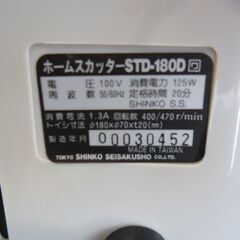 ホームスカッターSTD-180D
電圧 100V 消費電力 125W
周波数 50/60Hz 定格時間 20分
SHINKO S.S.
消費電流 1.3A 回転数 400/470r/min
トイシ寸法 φ180×φ70×t20(mm)
製造年月 00030452
MADE IN TAIWAN
TOKYO SHINKO SEISAKUSHO CO.,LTD.